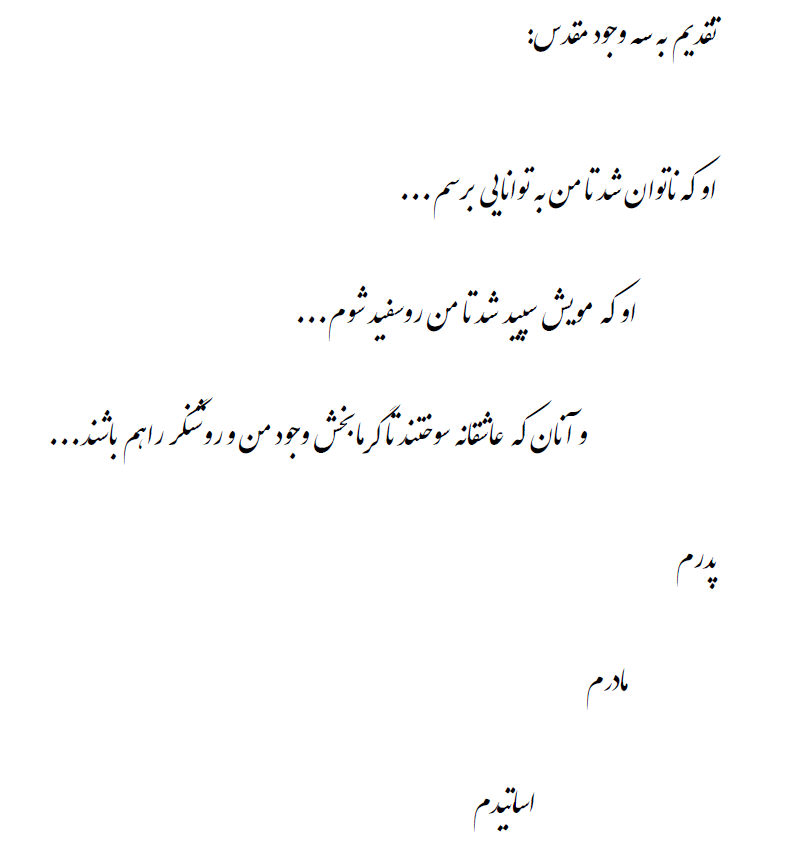 تقدیم به سه وجود مقدس:
او که ناتوان شد تا من به توانایی برسم...
او که مویش سپید شد تا من روسفید شوم...
و آنان که عاشقانه سوختند تا گرمابخش وجود من و روشنگر راهم باشند...
پدرم
مادرم
اساتیدم